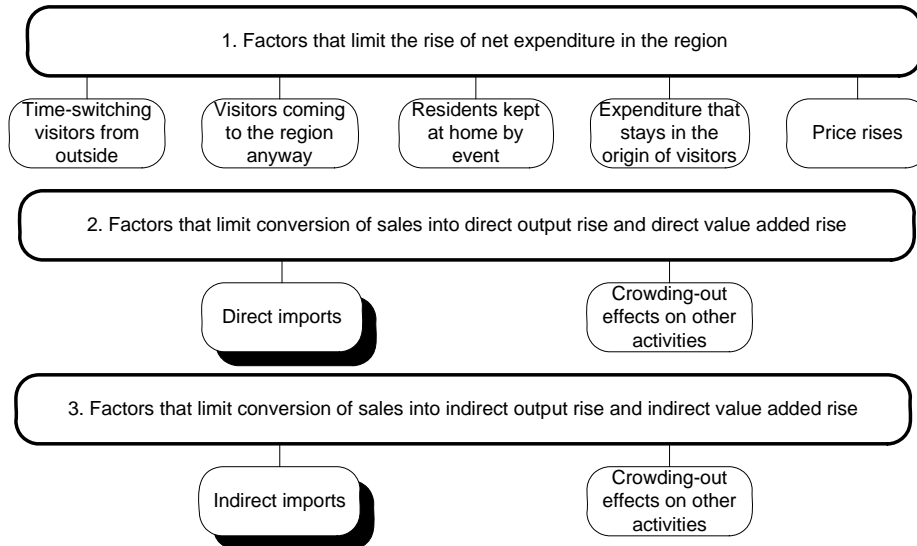 1. Factors that limit the rise of net expenditure in the region
Time-switching
visitors from
outside
Visitors coming
to the region
anyway
Residents kept
at home by
event
Expenditure that
stays in the
origin of visitors
Price rises
2. Factors that limit conversion of sales into direct output rise and direct value added rise
Direct imports
Crowding-out
effects on other
activities
3. Factors that limit conversion of sales into indirect output rise and indirect value added rise
Indirect imports
Crowding-out
effects on other
activities